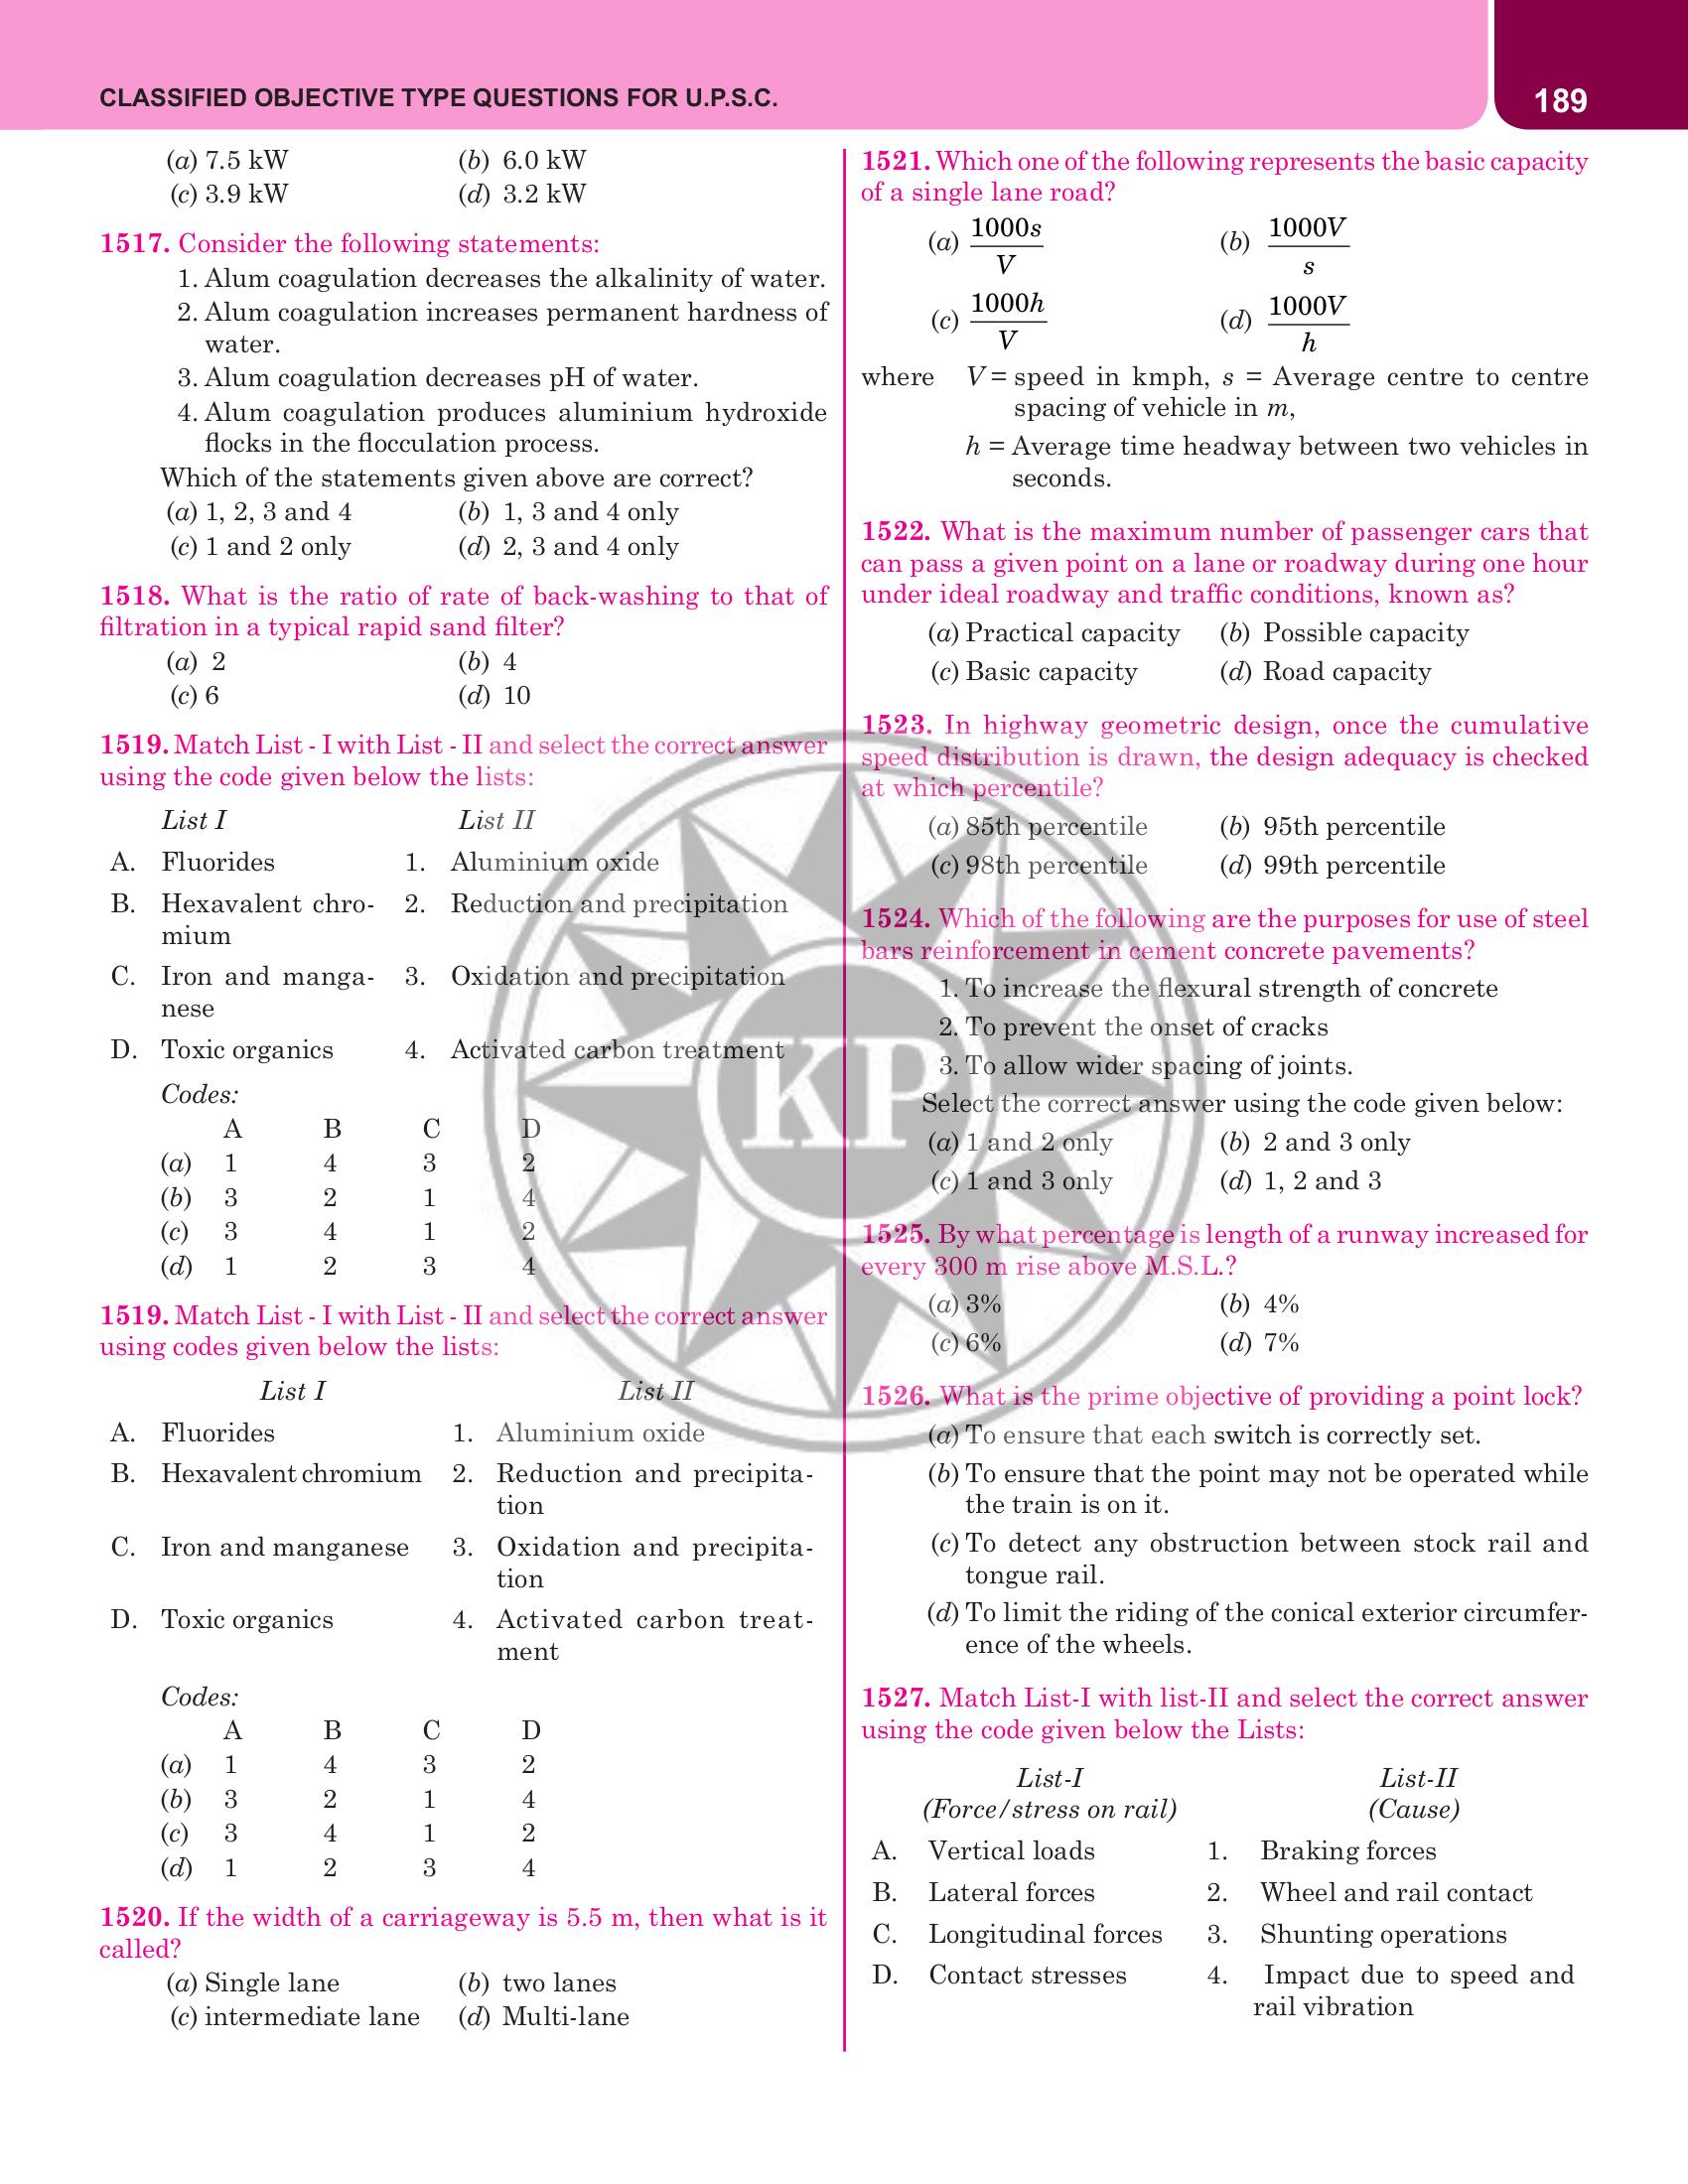 CLASSIFIED OBJECTIVE TYPE QUESTIONS FOR U.P.S.C.
189
(a) 7.5 kW (b) 6.0 kW
(c) 3.9 kW (d) 3.2 kW
1517. Consider the following statements:
1. Alum coagulation decreases the alkalinity of water.
2. Alum coagulation increases permanent hardness of
water.
3. Alum coagulation decreases pH of water.
4. Alum coagulation produces aluminium hydroxide
flocks in the flocculation process.
Which of the statements given above are correct?
(a) 1, 2, 3 and 4 (b) 1, 3 and 4 only
(c) 1 and 2 only (d) 2, 3 and 4 only
1518. What is the ratio of rate of back-washing to that of
filtration in a typical rapid sand filter?
(a) 2 (b) 4
(c) 6 (d) 10
1519. Match List - I with List - II and select the correct answer
using the code given below the lists:
List I List II
A. Fluorides 1. Aluminium oxide
B. Hexavalent chro- 2. Reduction and precipitation
mium
C. Iron and manga- 3. Oxidation and precipitation
nese
D. Toxic organics 4. Activated carbon treatment
Codes:
A B C D
(a) 1 4 3 2
(b) 3 2 1 4
(c) 3 4 1 2
(d) 1 2 3 4
1519. Match List - I with List - II and select the correct answer
using codes given below the lists:
List I List II
A. Fluorides 1. Aluminium oxide
B. Hexavalent chromium 2. Reduction and precipita-
tion
C. Iron and manganese 3. Oxidation and precipita-
tion
D. Toxic organics 4. Activated carbon treat-
ment
Codes:
A B C D
(a) 1 4 3 2
(b) 3 2 1 4
(c) 3 4 1 2
(d) 1 2 3 4
1520. If the width of a carriageway is 5.5 m, then what is it
called?
(a) Single lane (b) two lanes
(c) intermediate lane (d) Multi-lane
1521. Which one of the following represents the basic capacity
of a single lane road?
(a) 1000s/V (b) 1000V/s
(c) 1000h/V (d) 1000V/h
where V = speed in kmph, s = Average centre to centre
spacing of vehicle in m,
h = Average time headway between two vehicles in
seconds.
1522. What is the maximum number of passenger cars that
can pass a given point on a lane or roadway during one hour
under ideal roadway and traffic conditions, known as?
(a) Practical capacity (b) Possible capacity
(c) Basic capacity (d) Road capacity
1523. In highway geometric design, once the cumulative
speed distribution is drawn, the design adequacy is checked
at which percentile?
(a) 85th percentile (b) 95th percentile
(c) 98th percentile (d) 99th percentile
1524. Which of the following are the purposes for use of steel
bars reinforcement in cement concrete pavements?
1. To increase the flexural strength of concrete
2. To prevent the onset of cracks
3. To allow wider spacing of joints.
Select the correct answer using the code given below:
(a) 1 and 2 only (b) 2 and 3 only
(c) 1 and 3 only (d) 1, 2 and 3
1525. By what percentage is length of a runway increased for
every 300 m rise above M.S.L.?
(a) 3% (b) 4%
(c) 6% (d) 7%
1526. What is the prime objective of providing a point lock?
(a) To ensure that each switch is correctly set.
(b) To ensure that the point may not be operated while
the train is on it.
(c) To detect any obstruction between stock rail and
tongue rail.
(d) To limit the riding of the conical exterior circumfer-
ence of the wheels.
1527. Match List-I with list-II and select the correct answer
using the code given below the Lists:
List-I List-II
(Force/stress on rail) (Cause)
A. Vertical loads 1. Braking forces
B. Lateral forces 2. Wheel and rail contact
C. Longitudinal forces 3. Shunting operations
D. Contact stresses 4. Impact due to speed and
rail vibration
KP